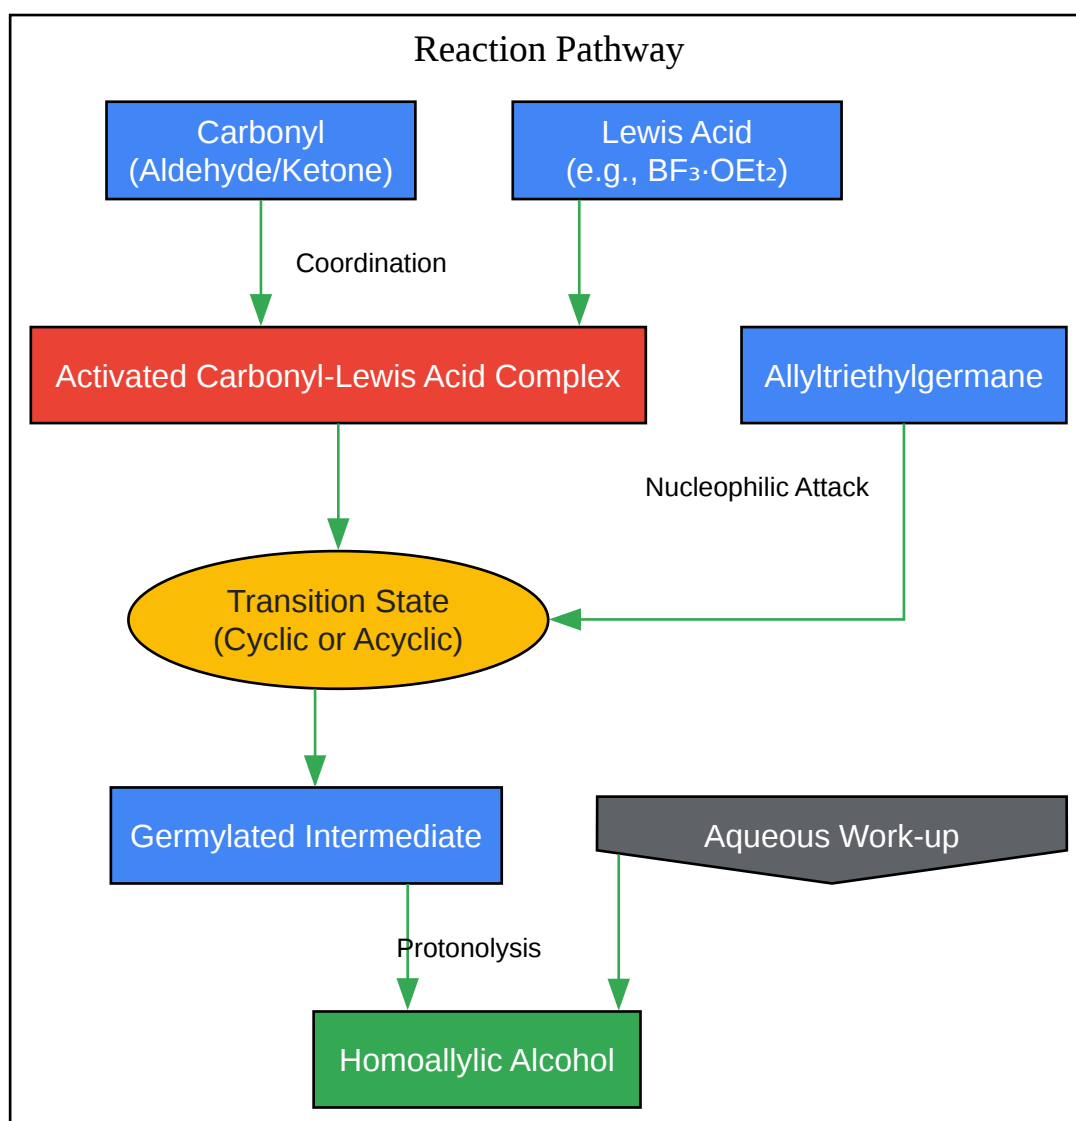 Reaction Pathway
Carbonyl
(Aldehyde/Ketone)
Lewis Acid
(e.g., BF₃·OEt₂)
Coordination
Activated Carbonyl-Lewis Acid Complex
Allyltriethylgermane
Nucleophilic Attack
Transition State
(Cyclic or Acyclic)
Germylated Intermediate
Aqueous Work-up
Protonolysis
Homoallylic Alcohol